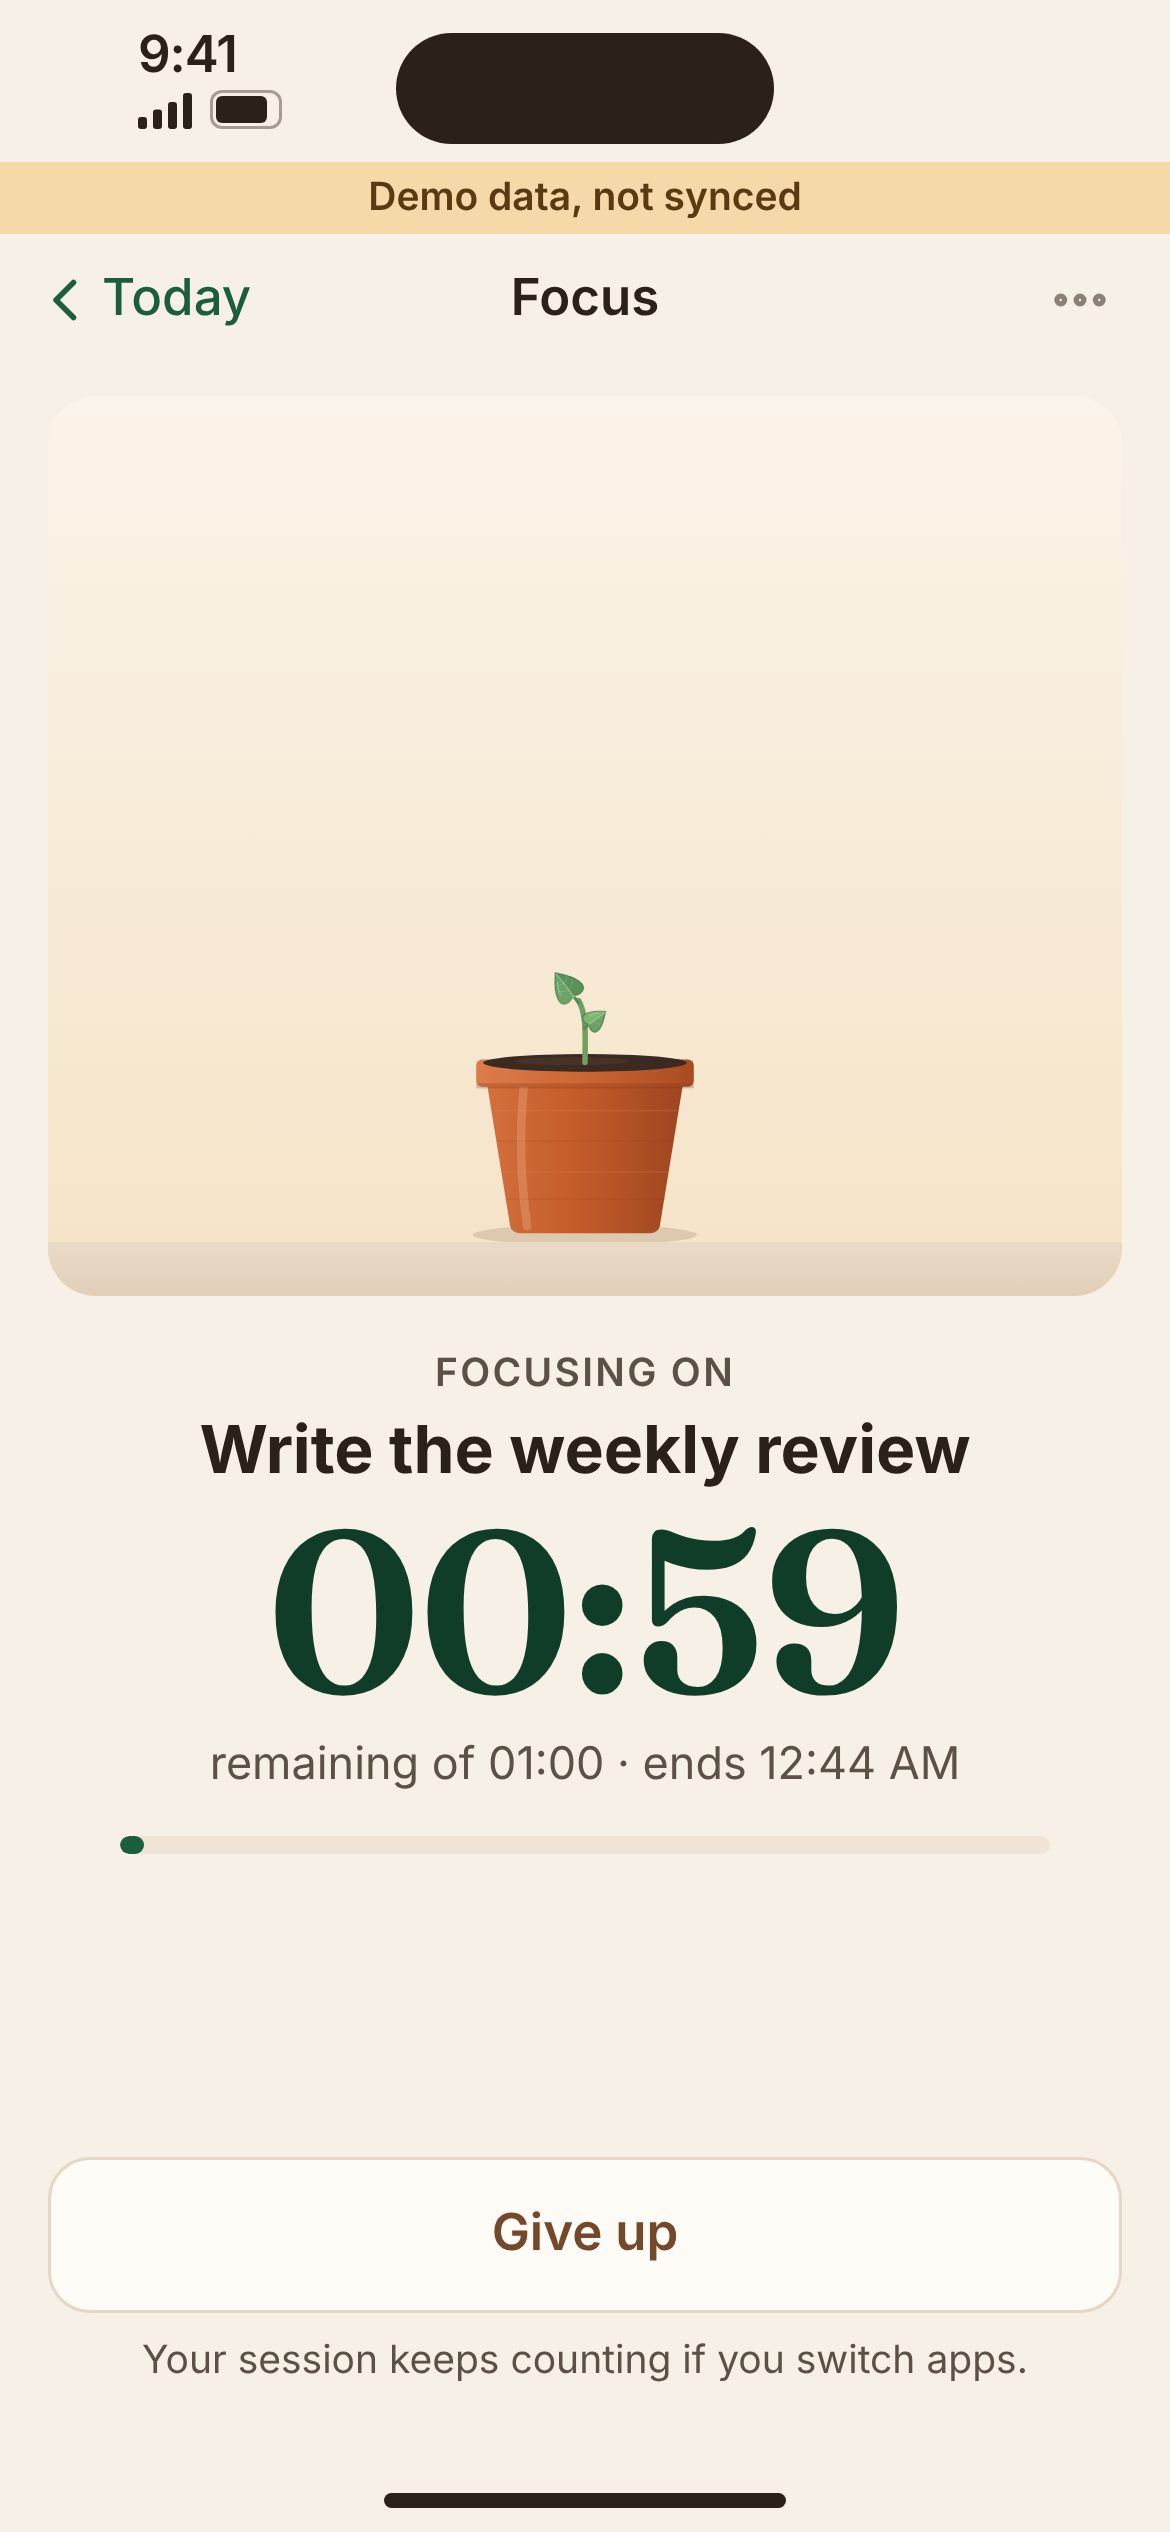 9:41
Demo data, not synced
Today
Focus
FOCUSING ON
Write the weekly review
00:59
remaining of 01:00 · ends 12:44 AM
Give up
Your session keeps counting if you switch apps.